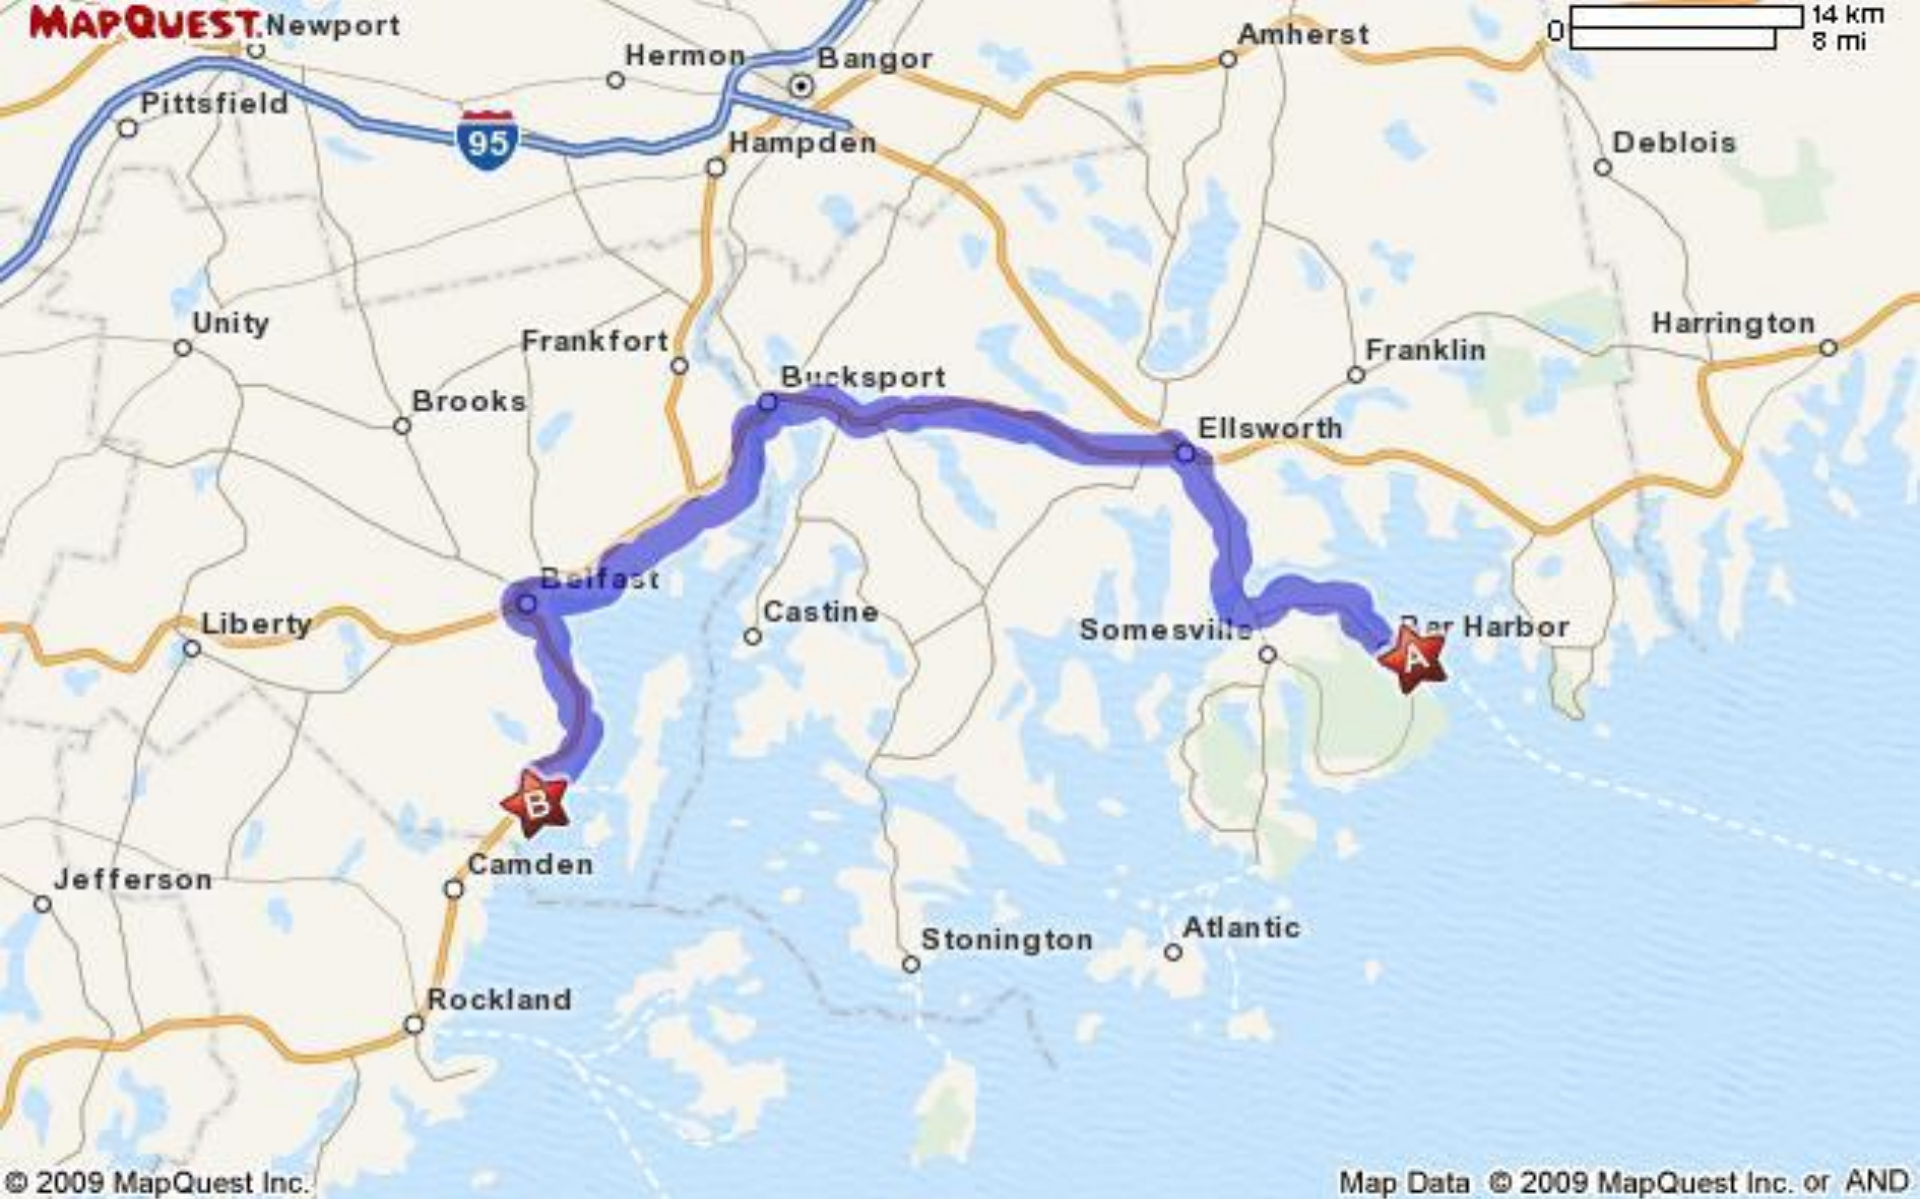 MAPQUEST.
Newport
14 km
0
8 mi
Amherst
Hermon
Bangor
Pittsfield
95
Hampden
Deblois
Unity
Harrington
Frankfort
Franklin
Bucksport
Brooks
Ellsworth
Belfast
Castine
Liberty
Somesville
Bar Harbor
A
B
Camden
Jefferson
Stonington
Atlantic
Rockland
© 2009 MapQuest Inc.
Map Data © 2009 MapQuest Inc. or AND